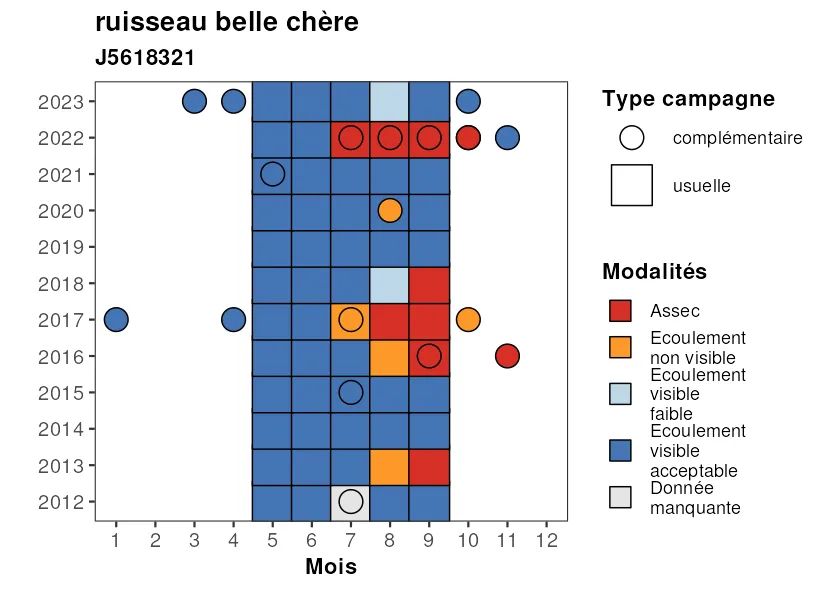 ruisseau belle chère
J5618321
2023
2022
2021
2020
2019
2018
2017
2016
2015
2014
2013
2012
1 2 3 4 5 6 7 8 9 10 11 12
Mois
Type campagne
complémentaire
usuelle
Modalités
Assec
Ecoulement
non visible
Ecoulement
visible
faible
Ecoulement
visible
acceptable
Donnée
manquante